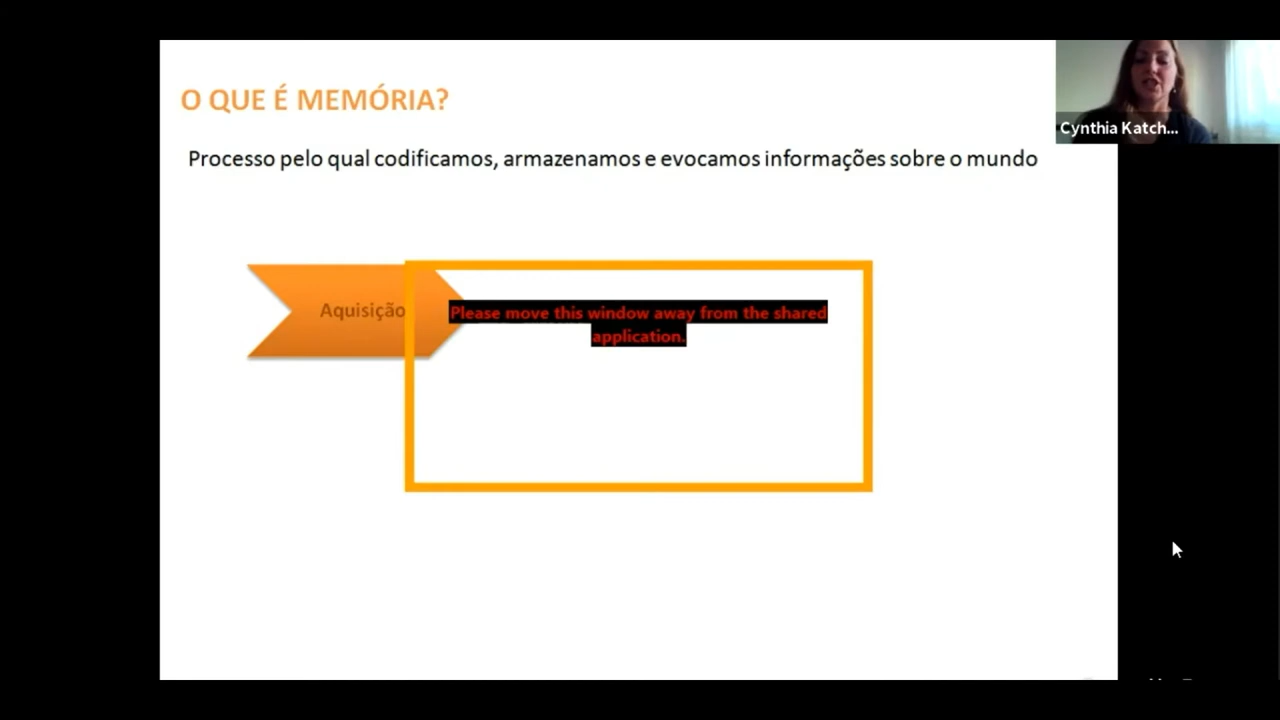 O QUE É MEMÓRIA?
Cynthia Katch...
Processo pelo qual codificamos, armazenamos e evocamos informações sobre o mundo
Aquisição
Please move this window away from the shared
application.